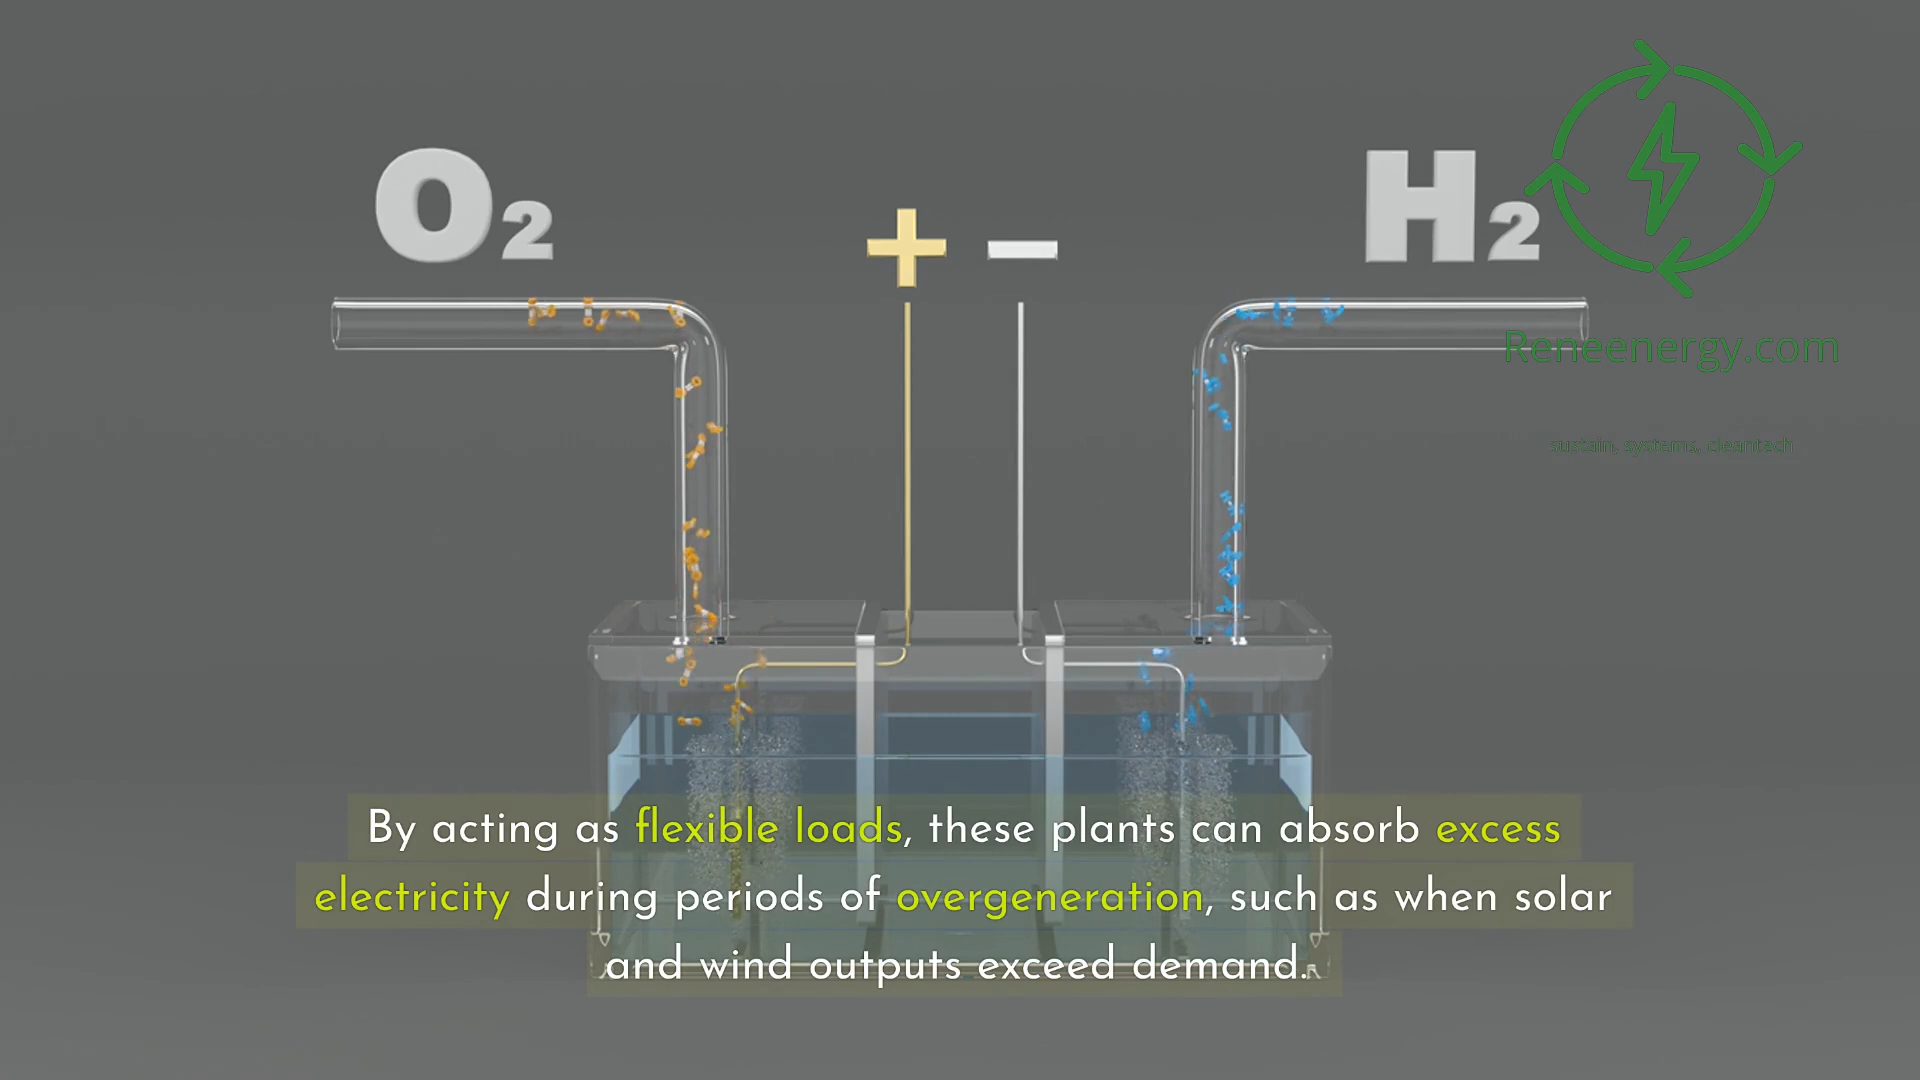 O2
+ −
H2
Reneenergy.com
sustain, systems, cleantech
By acting as flexible loads, these plants can absorb excess
electricity during periods of overgeneration, such as when solar
and wind outputs exceed demand.